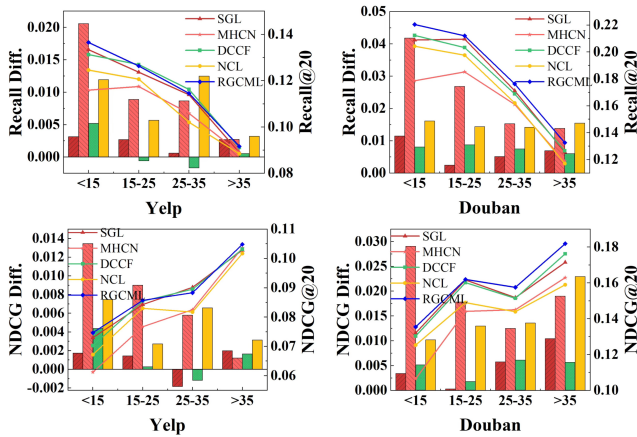 SGL
MHCN
DCCF
NCL
RGCML
Recall Diff.
0.020
0.015
0.010
0.005
0.000
Recall@20
0.14
0.12
0.10
0.08
<15
15-25
25-35
>35
Yelp
SGL
MHCN
DCCF
NCL
RGCML
Recall Diff.
0.05
0.04
0.03
0.02
0.01
0.00
Recall@20
0.22
0.20
0.18
0.16
0.14
0.12
<15
15-25
25-35
>35
Douban
SGL
MHCN
DCCF
NCL
RGCML
NDCG Diff.
0.014
0.012
0.010
0.008
0.006
0.004
0.002
0.000
-0.002
NDCG@20
0.11
0.10
0.09
0.08
0.07
0.06
<15
15-25
25-35
>35
Yelp
SGL
MHCN
DCCF
NCL
RGCML
NDCG Diff.
0.030
0.025
0.020
0.015
0.010
0.005
0.000
NDCG@20
0.18
0.16
0.14
0.12
0.10
<15
15-25
25-35
>35
Douban